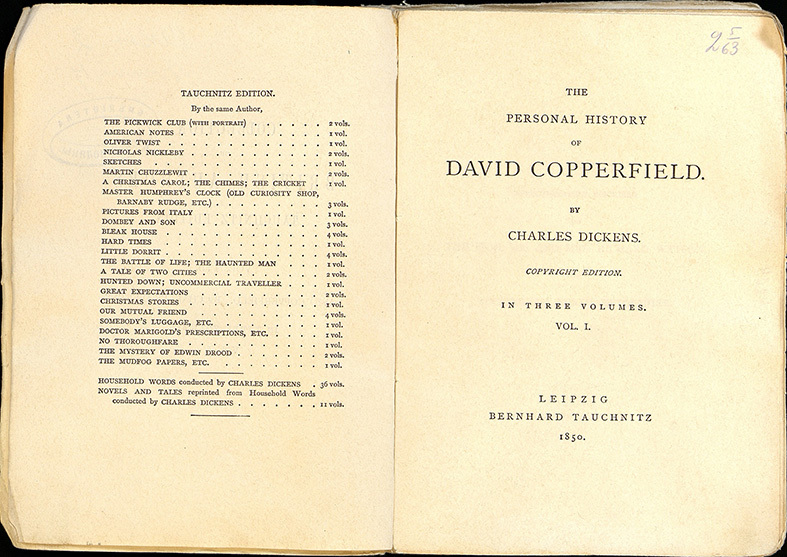 TAUCHNITZ EDITION.
By the same Author,
THE PICKWICK CLUB (WITH PORTRAIT) . . . . . . 2 vols.
AMERICAN NOTES . . . . . . . . . . 1 vol.
OLIVER TWIST . . . . . . . . . . . 1 vol.
NICHOLAS NICKLEBY . . . . . . . . . 2 vols.
SKETCHES . . . . . . . . . . . . 1 vol.
MARTIN CHUZZLEWIT . . . . . . . . . 2 vols.
A CHRISTMAS CAROL; THE CHIMES; THE CRICKET . 1 vol.
MASTER HUMPHREY'S CLOCK (OLD CURIOSITY SHOP,
BARNABY RUDGE, ETC.) . . . . . . . . 3 vols.
PICTURES FROM ITALY . . . . . . . . . 1 vol.
DOMBEY AND SON . . . . . . . . . . 3 vols.
BLEAK HOUSE . . . . . . . . . . . 4 vols.
HARD TIMES . . . . . . . . . . . 1 vol.
LITTLE DORRIT . . . . . . . . . . . 4 vols.
THE BATTLE OF LIFE; THE HAUNTED MAN . . . 1 vol.
A TALE OF TWO CITIES . . . . . . . . . 2 vols.
HUNTED DOWN; UNCOMMERCIAL TRAVELLER . . . 1 vol.
GREAT EXPECTATIONS . . . . . . . . . 2 vols.
CHRISTMAS STORIES . . . . . . . . . 1 vol.
OUR MUTUAL FRIEND . . . . . . . . . 4 vols.
SOMEBODY'S LUGGAGE, ETC. . . . . . . . 1 vol.
DOCTOR MARIGOLD'S PRESCRIPTIONS, ETC. . . . . 1 vol.
NO THOROUGHFARE . . . . . . . . . 1 vol.
THE MYSTERY OF EDWIN DROOD . . . . . . 2 vols.
THE MUDFOG PAPERS, ETC. . . . . . . . 1 vol.
HOUSEHOLD WORDS conducted by CHARLES DICKENS . 36 vols.
NOVELS AND TALES reprinted from Household Words
conducted by CHARLES DICKENS . . . . . . . 11 vols.
2 5/63
THE
PERSONAL HISTORY
OF
DAVID COPPERFIELD.
BY
CHARLES DICKENS.
COPYRIGHT EDITION.
IN THREE VOLUMES.
VOL. I.
LEIPZIG
BERNHARD TAUCHNITZ
1850.